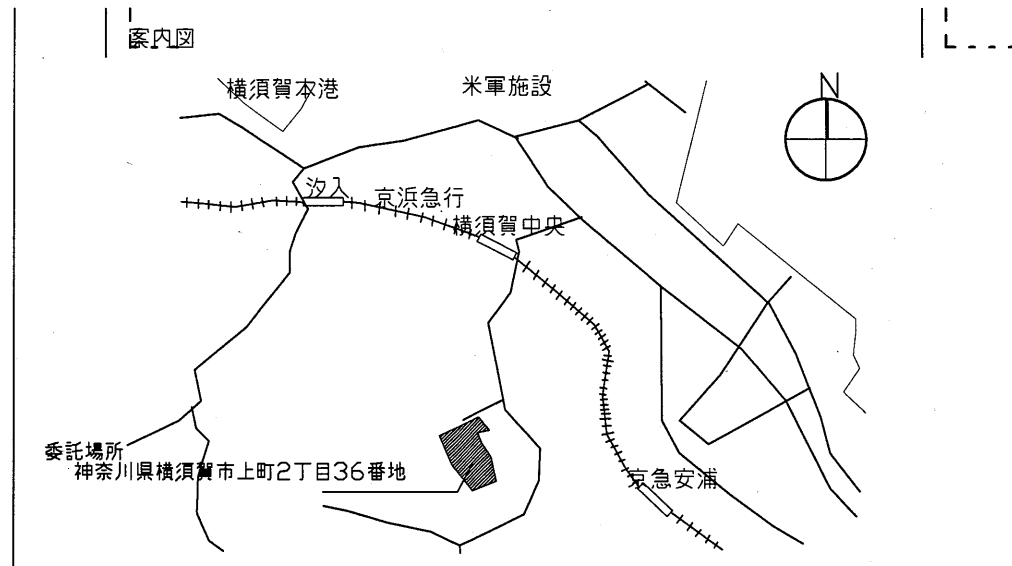 案内図
横須賀本港
米軍施設
N
汐入
京浜急行
横須賀中央
委託場所
神奈川県横須賀市上町2丁目36番地
京急安浦